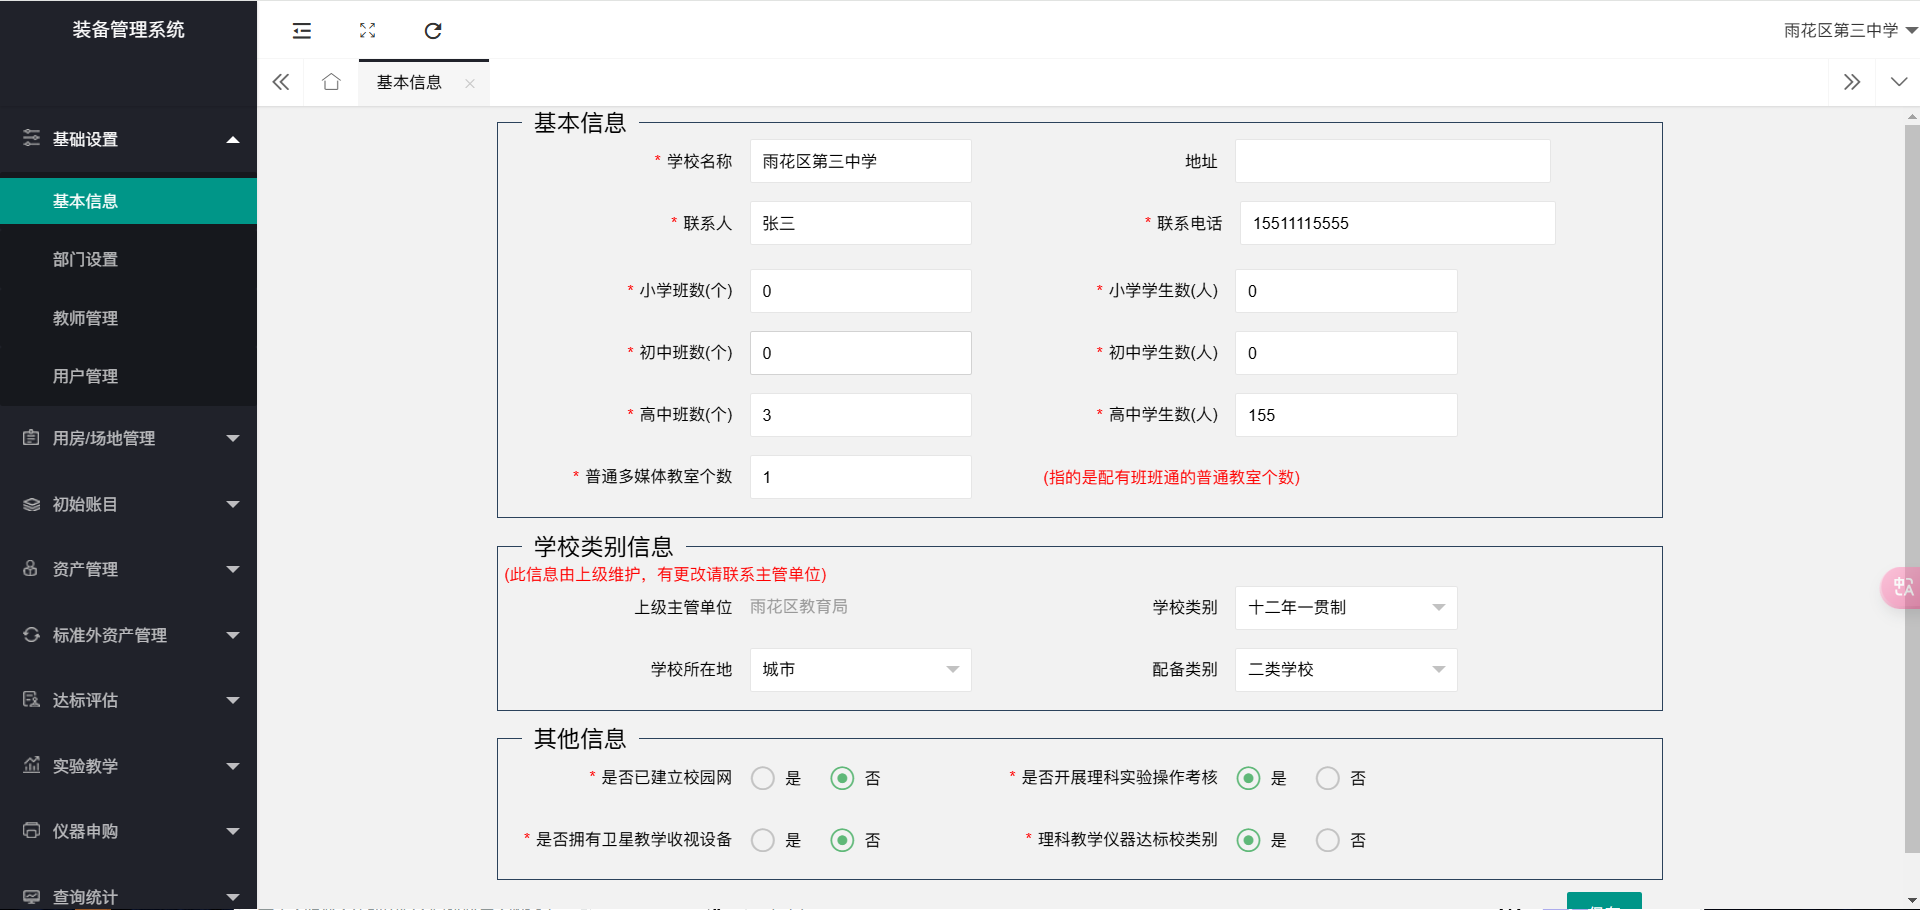 装备管理系统
雨花区第三中学
基本信息
基础设置
基本信息
部门设置
教师管理
用户管理
用房/场地管理
初始账目
资产管理
标准外资产管理
达标评估
实验教学
仪器申购
查询统计
基本信息
* 学校名称 雨花区第三中学 地址
* 联系人 张三 * 联系电话 15511115555
* 小学班数(个) 0 * 小学学生数(人) 0
* 初中班数(个) 0 * 初中学生数(人) 0
* 高中班数(个) 3 * 高中学生数(人) 155
* 普通多媒体教室个数 1 (指的是配有班班通的普通教室个数)
学校类别信息
(此信息由上级维护，有更改请联系主管单位)
上级主管单位 雨花区教育局 学校类别 十二年一贯制
学校所在地 城市 配备类别 二类学校
其他信息
* 是否已建立校园网 是 否 * 是否开展理科实验操作考核 是 否
* 是否拥有卫星教学收视设备 是 否 * 理科教学仪器达标校类别 是 否